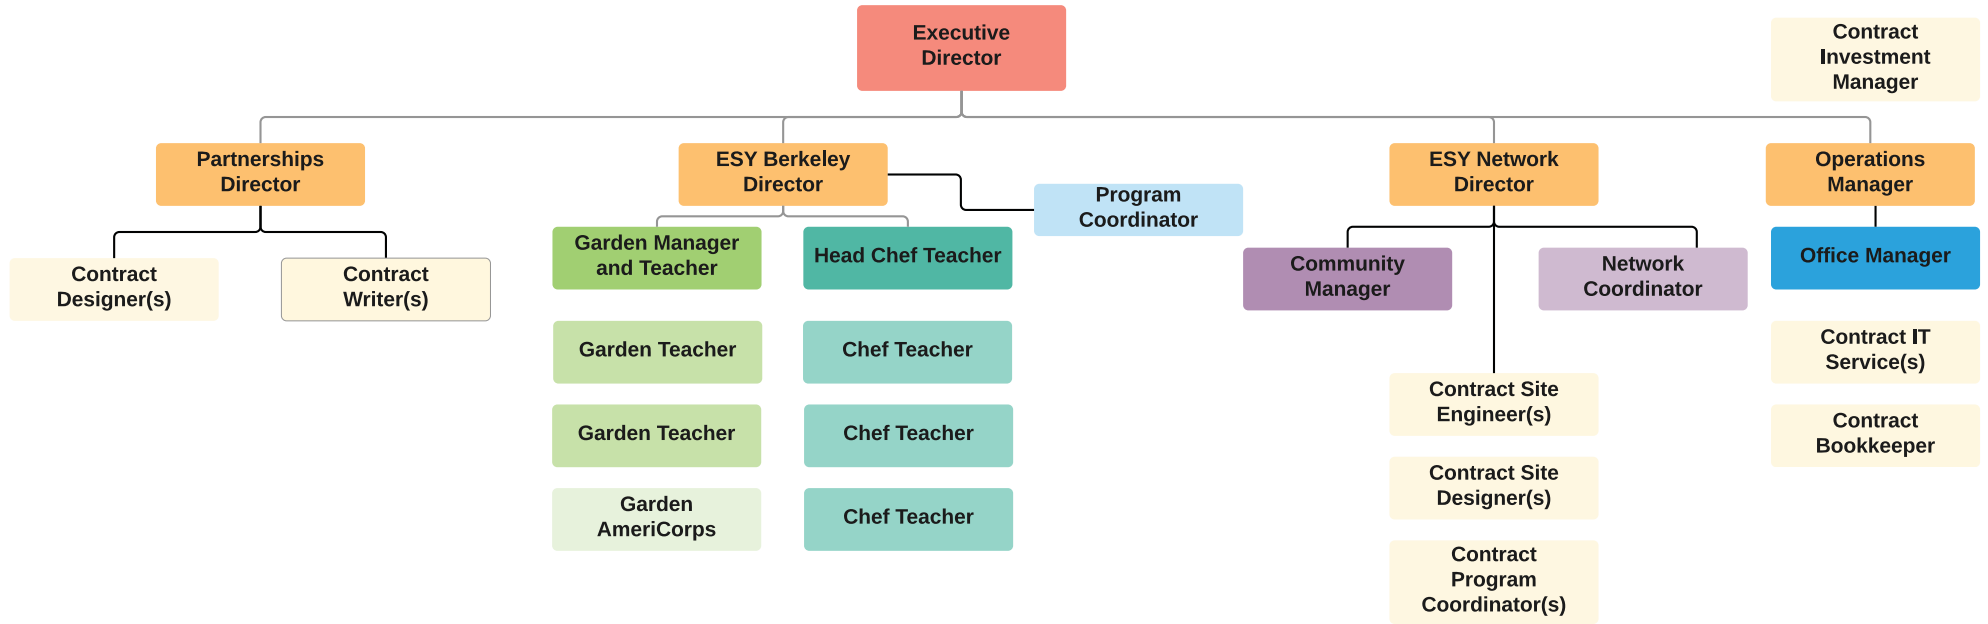 Executive
Director
Contract
Investment
Manager
Partnerships
Director
ESY Berkeley
Director
ESY Network
Director
Operations
Manager
Program
Coordinator
Contract
Designer(s)
Contract
Writer(s)
Garden Manager
and Teacher
Head Chef Teacher
Community
Manager
Network
Coordinator
Office Manager
Garden Teacher
Chef Teacher
Contract IT
Service(s)
Contract Site
Engineer(s)
Garden Teacher
Chef Teacher
Contract
Bookkeeper
Contract Site
Designer(s)
Garden
AmeriCorps
Chef Teacher
Contract
Program
Coordinator(s)